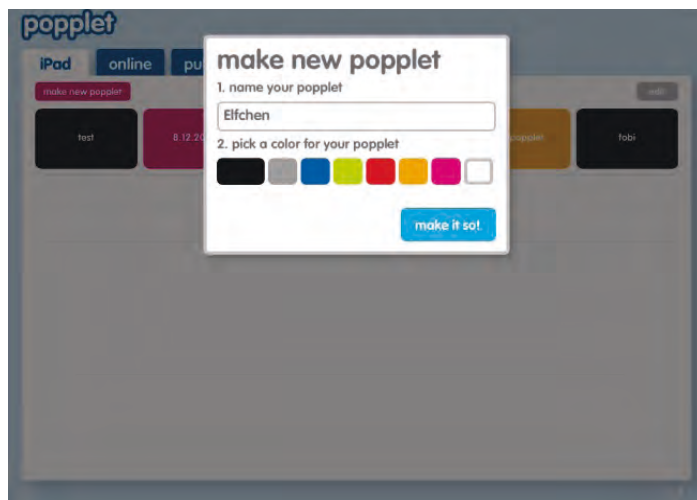 popplet
iPad
online
pu
make new popplet
edit
test
8.12.20
popplet
tobi
make new popplet
1. name your popplet
Elfchen
2. pick a color for your popplet
make it so!